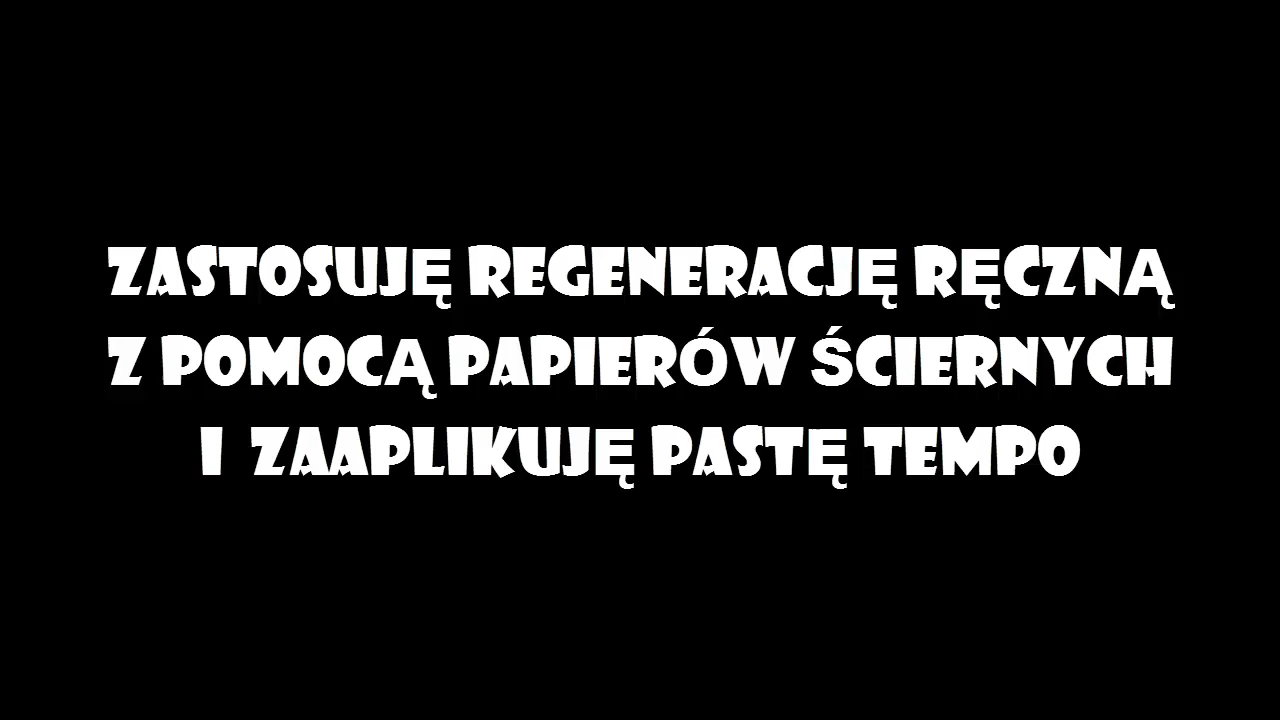 ZASTOSUJĘ REGENERACJĘ RĘCZNĄ
Z POMOCĄ PAPIERÓW ŚCIERNYCH
I ZAAPLIKUJĘ PASTĘ TEMPO